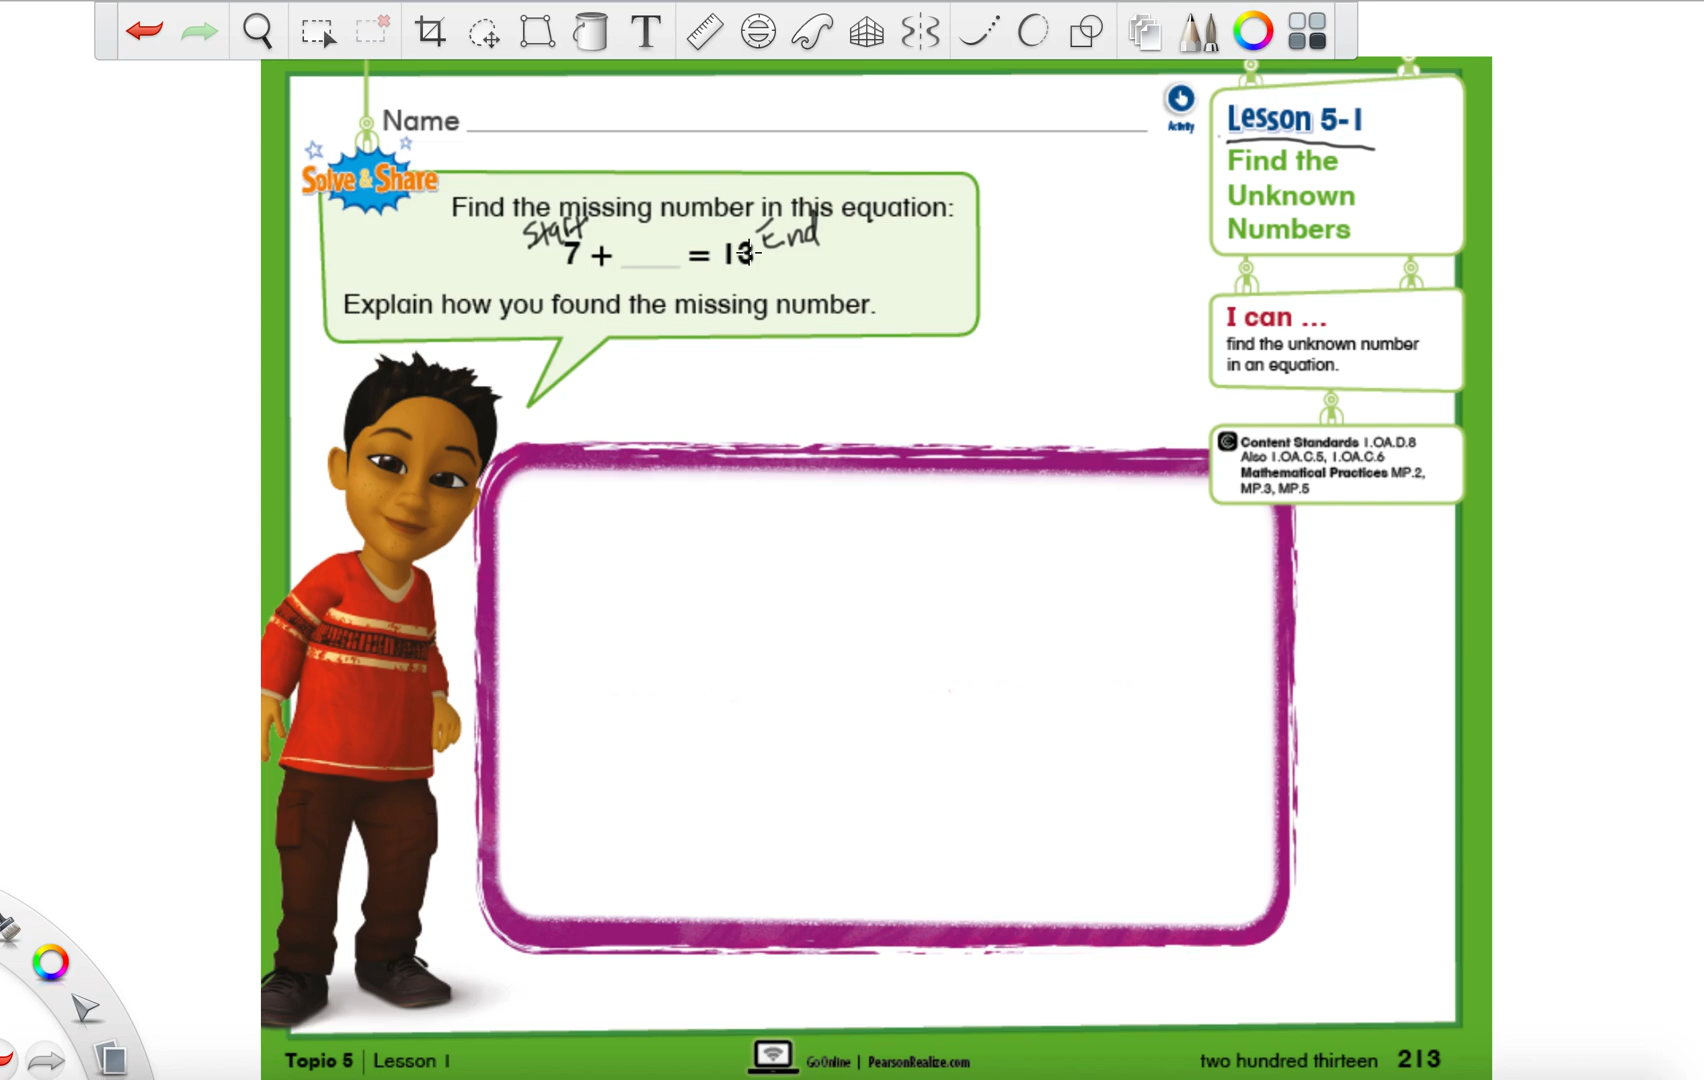 Name
Activity
Lesson 5-1
Find the
Unknown
Numbers
Solve & Share
Find the missing number in this equation:
Start
End
7 + ___ = 13
Explain how you found the missing number.
I can ...
find the unknown number
in an equation.
Content Standards 1.OA.D.8
Also 1.OA.C.5, 1.OA.C.6
Mathematical Practices MP.2,
MP.3, MP.5
Topic 5 | Lesson 1
Go Online | PearsonRealize.com
two hundred thirteen 213